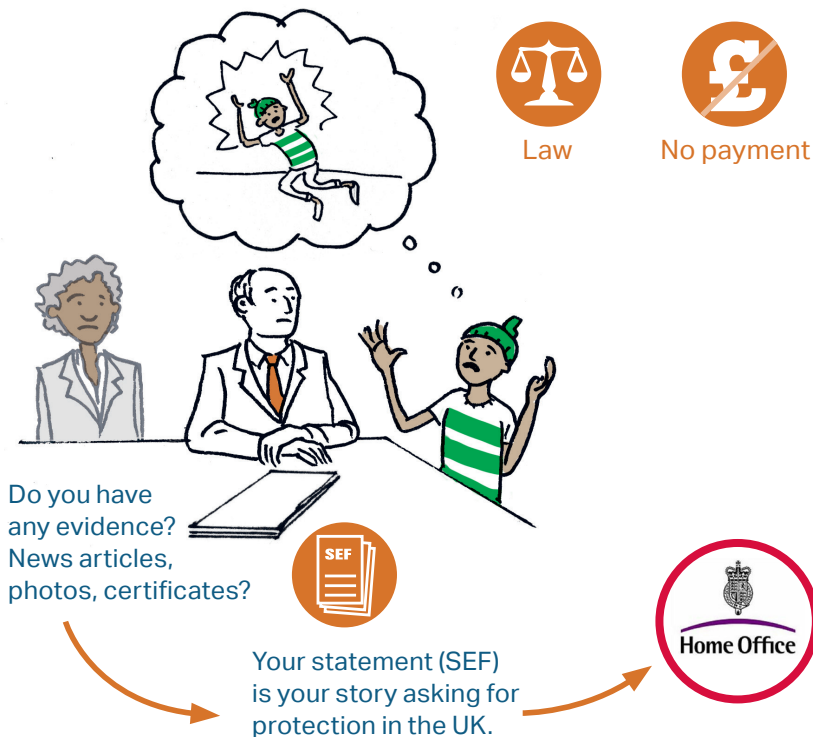 Law
No payment
£
Do you have
any evidence?
News articles,
photos, certificates?
SEF
Your statement (SEF)
is your story asking for
protection in the UK.
Home Office